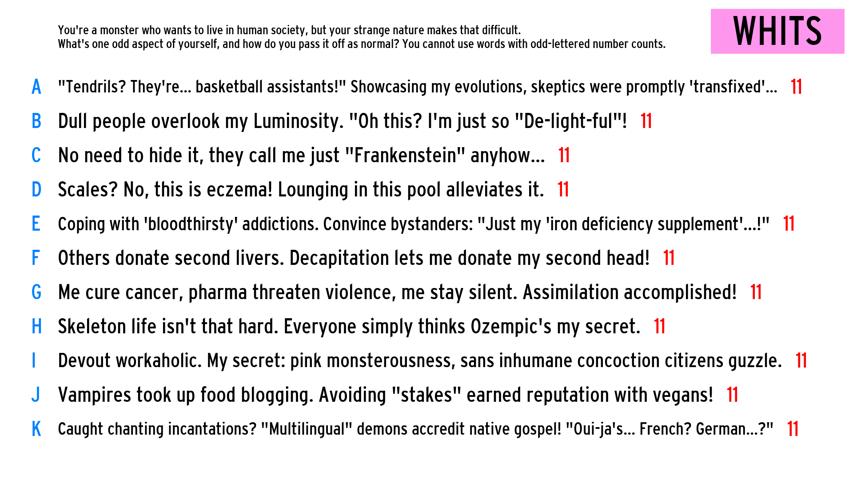 You're a monster who wants to live in human society, but your strange nature makes that difficult.
What's one odd aspect of yourself, and how do you pass it off as normal? You cannot use words with odd-lettered number counts.
WHITS
A "Tendrils? They're... basketball assistants!" Showcasing my evolutions, skeptics were promptly 'transfixed'... 11
B Dull people overlook my Luminosity. "Oh this? I'm just so "De-light-ful"! 11
C No need to hide it, they call me just "Frankenstein" anyhow... 11
D Scales? No, this is eczema! Lounging in this pool alleviates it. 11
E Coping with 'bloodthirsty' addictions. Convince bystanders: "Just my 'iron deficiency supplement'...!" 11
F Others donate second livers. Decapitation lets me donate my second head! 11
G Me cure cancer, pharma threaten violence, me stay silent. Assimilation accomplished! 11
H Skeleton life isn't that hard. Everyone simply thinks Ozempic's my secret. 11
I Devout workaholic. My secret: pink monsterousness, sans inhumane concoction citizens guzzle. 11
J Vampires took up food blogging. Avoiding "stakes" earned reputation with vegans! 11
K Caught chanting incantations? "Multilingual" demons accredit native gospel! "Oui-ja's... French? German...?" 11